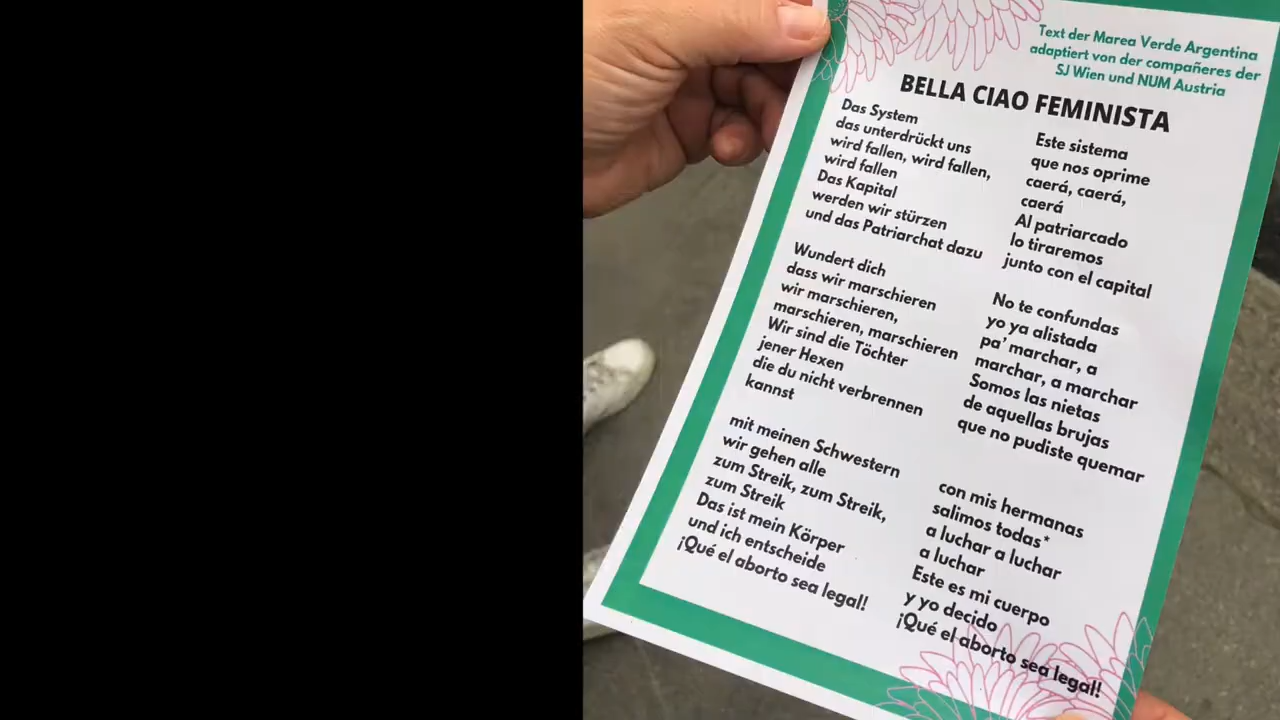 Text der Marea Verde Argentina
adaptiert von der compañeres der
SJ Wien und NUM Austria
BELLA CIAO FEMINISTA
Das System
das unterdrückt uns
wird fallen, wird fallen,
wird fallen
Das Kapital
werden wir stürzen
und das Patriarchat dazu
Wundert dich
dass wir marschieren
wir marschieren,
marschieren, marschieren
Wir sind die Töchter
jener Hexen
die du nicht verbrennen
kannst
mit meinen Schwestern
wir gehen alle
zum Streik, zum Streik,
zum Streik
Das ist mein Körper
und ich entscheide
¡Qué el aborto sea legal!
Este sistema
que nos oprime
caerá, caerá,
caerá
Al patriarcado
lo tiraremos
junto con el capital
No te confundas
yo ya alistada
pa' marchar, a
marchar, a marchar
Somos las nietas
de aquellas brujas
que no pudiste quemar
con mis hermanas
salimos todas*
a luchar a luchar
a luchar
Este es mi cuerpo
y yo decido
¡Qué el aborto sea legal!